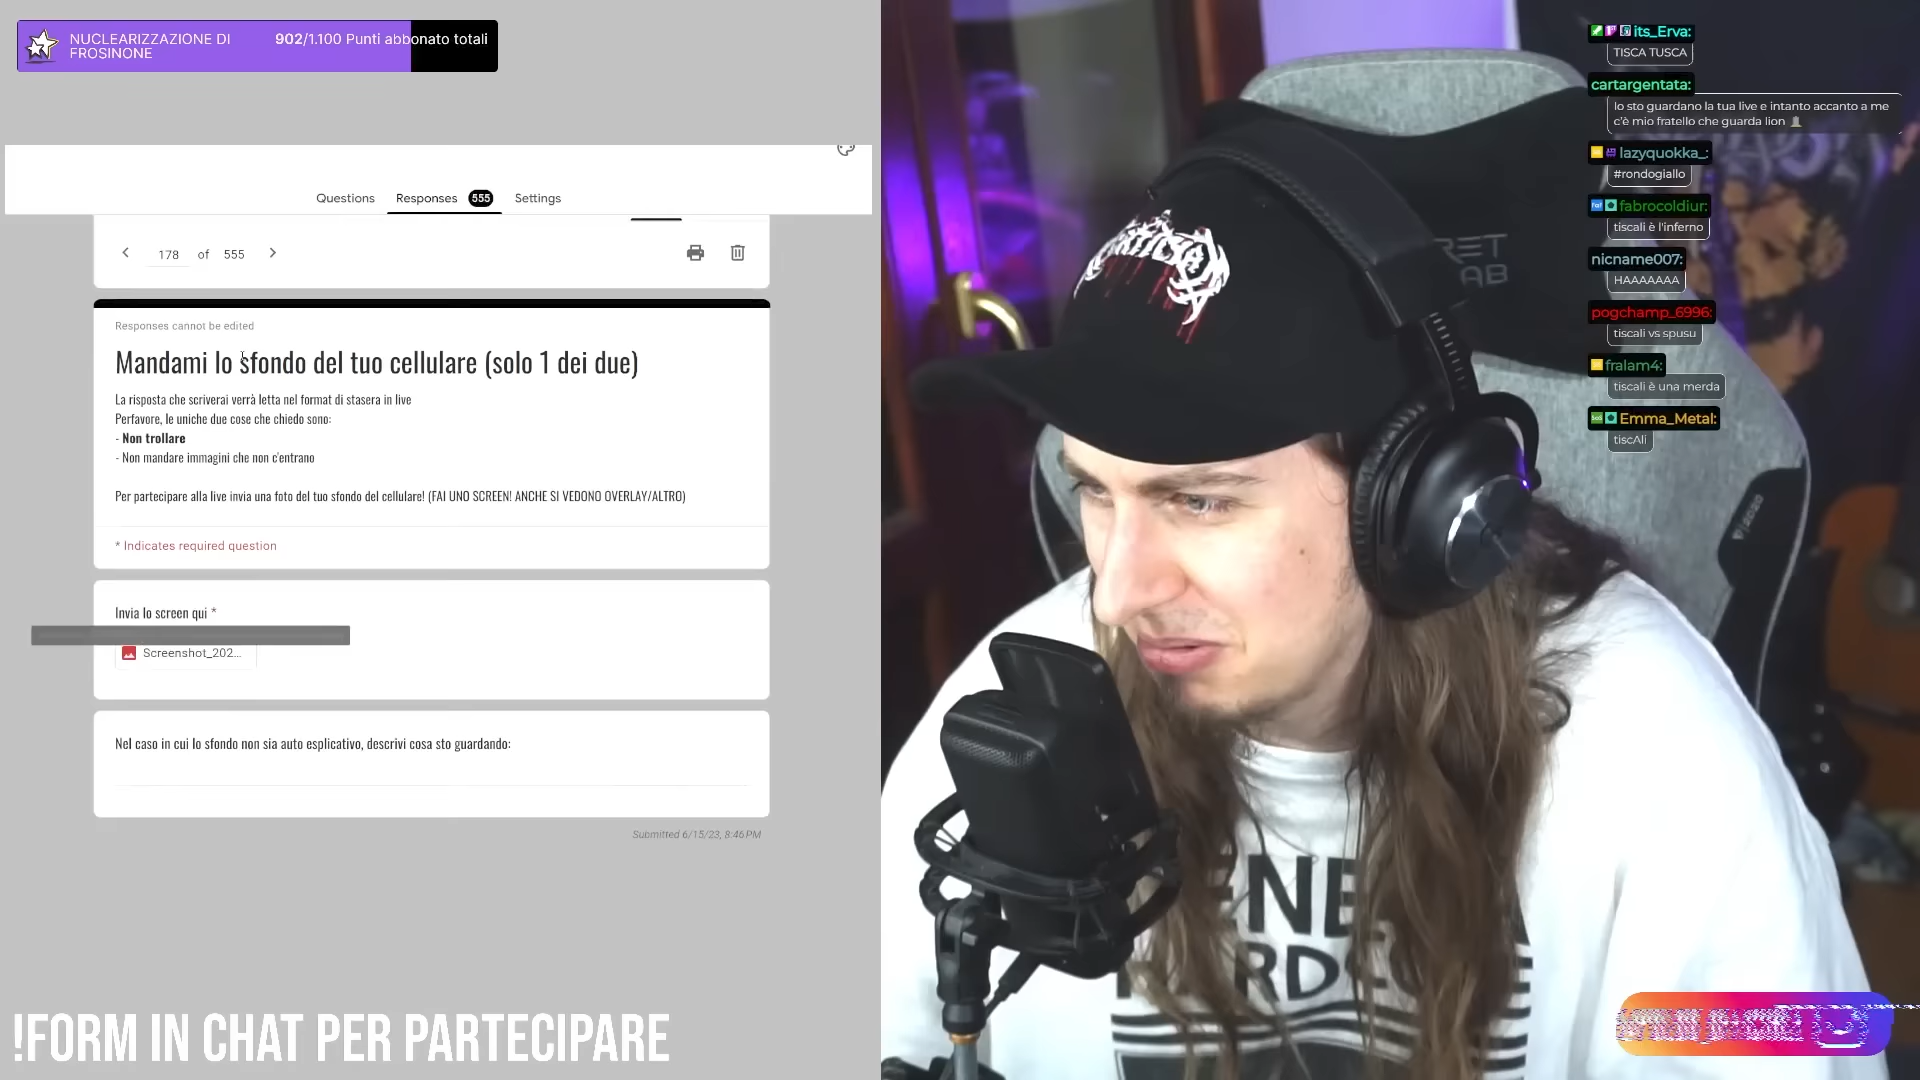 NUCLEARIZZAZIONE DI
FROSINONE
902/1.100 Punti abbonato totali
Questions
Responses
555
Settings
178 of 555
Responses cannot be edited
Mandami lo sfondo del tuo cellulare (solo 1 dei due)
La risposta che scriverai verrà letta nel format di stasera in live
Perfavore, le uniche due cose che chiedo sono:
- Non trollare
- Non mandare immagini che non c'entrano
Per partecipare alla live invia una foto del tuo sfondo del cellulare! (FAI UNO SCREEN! ANCHE SI VEDONO OVERLAY/ALTRO)
* Indicates required question
Invia lo screen qui *
Screenshot_202...
Nel caso in cui lo sfondo non sia auto esplicativo, descrivi cosa sto guardando:
Submitted 6/15/23, 8:46 PM
!FORM IN CHAT PER PARTECIPARE
its_Erva:
TISCA TUSCA
cartargentata:
Io sto guardano la tua live e intanto accanto a me
c'è mio fratello che guarda lion
lazyquokka_:
#rondogiallo
fabrocoldiur:
tiscali è l'inferno
nicname007:
HAAAAAAA
pogchamp_6996:
tiscali vs spusu
fralam4:
tiscali è una merda
Emma_Metal:
tiscAli
RET
AB